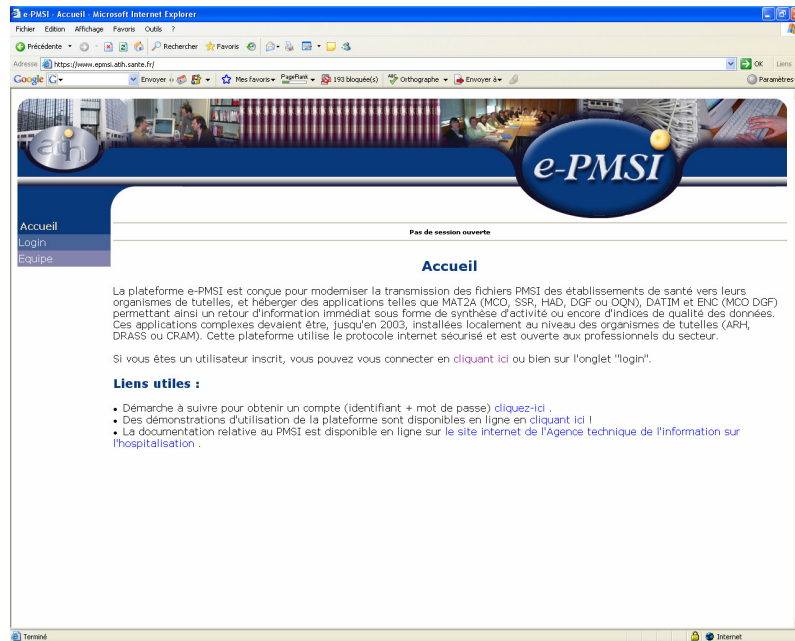 e-PMSI - Accueil - Microsoft Internet Explorer
Fichier Edition Affichage Favoris Outils ?
Précédente Rechercher Favoris
Adresse https://www.epmsi.atih.sante.fr/ OK Liens
Google G Envoyer Mes favoris PageRank 193 bloquée(s) Orthographe Envoyer à Paramètres
atih
e-PMSI
Accueil
Login
Equipe
Pas de session ouverte
Accueil
La plateforme e-PMSI est conçue pour moderniser la transmission des fichiers PMSI des établissements de santé vers leurs
organismes de tutelles, et héberger des applications telles que MAT2A (MCO, SSR, HAD, DGF ou OQN), DATIM et ENC (MCO DGF)
permettant ainsi un retour d'information immédiat sous forme de synthèse d'activité ou encore d'indices de qualité des données.
Ces applications complexes devaient être, jusqu'en 2003, installées localement au niveau des organismes de tutelles (ARH,
DRASS ou CRAM). Cette plateforme utilise le protocole internet sécurisé et est ouverte aux professionnels du secteur.
Si vous êtes un utilisateur inscrit, vous pouvez vous connecter en cliquant ici ou bien sur l'onglet "login".
Liens utiles :
• Démarche à suivre pour obtenir un compte (identifiant + mot de passe) cliquez-ici .
• Des démonstrations d'utilisation de la plateforme sont disponibles en ligne en cliquant ici !
• La documentation relative au PMSI est disponible en ligne sur le site internet de l'Agence technique de l'information sur
l'hospitalisation .
Terminé Internet